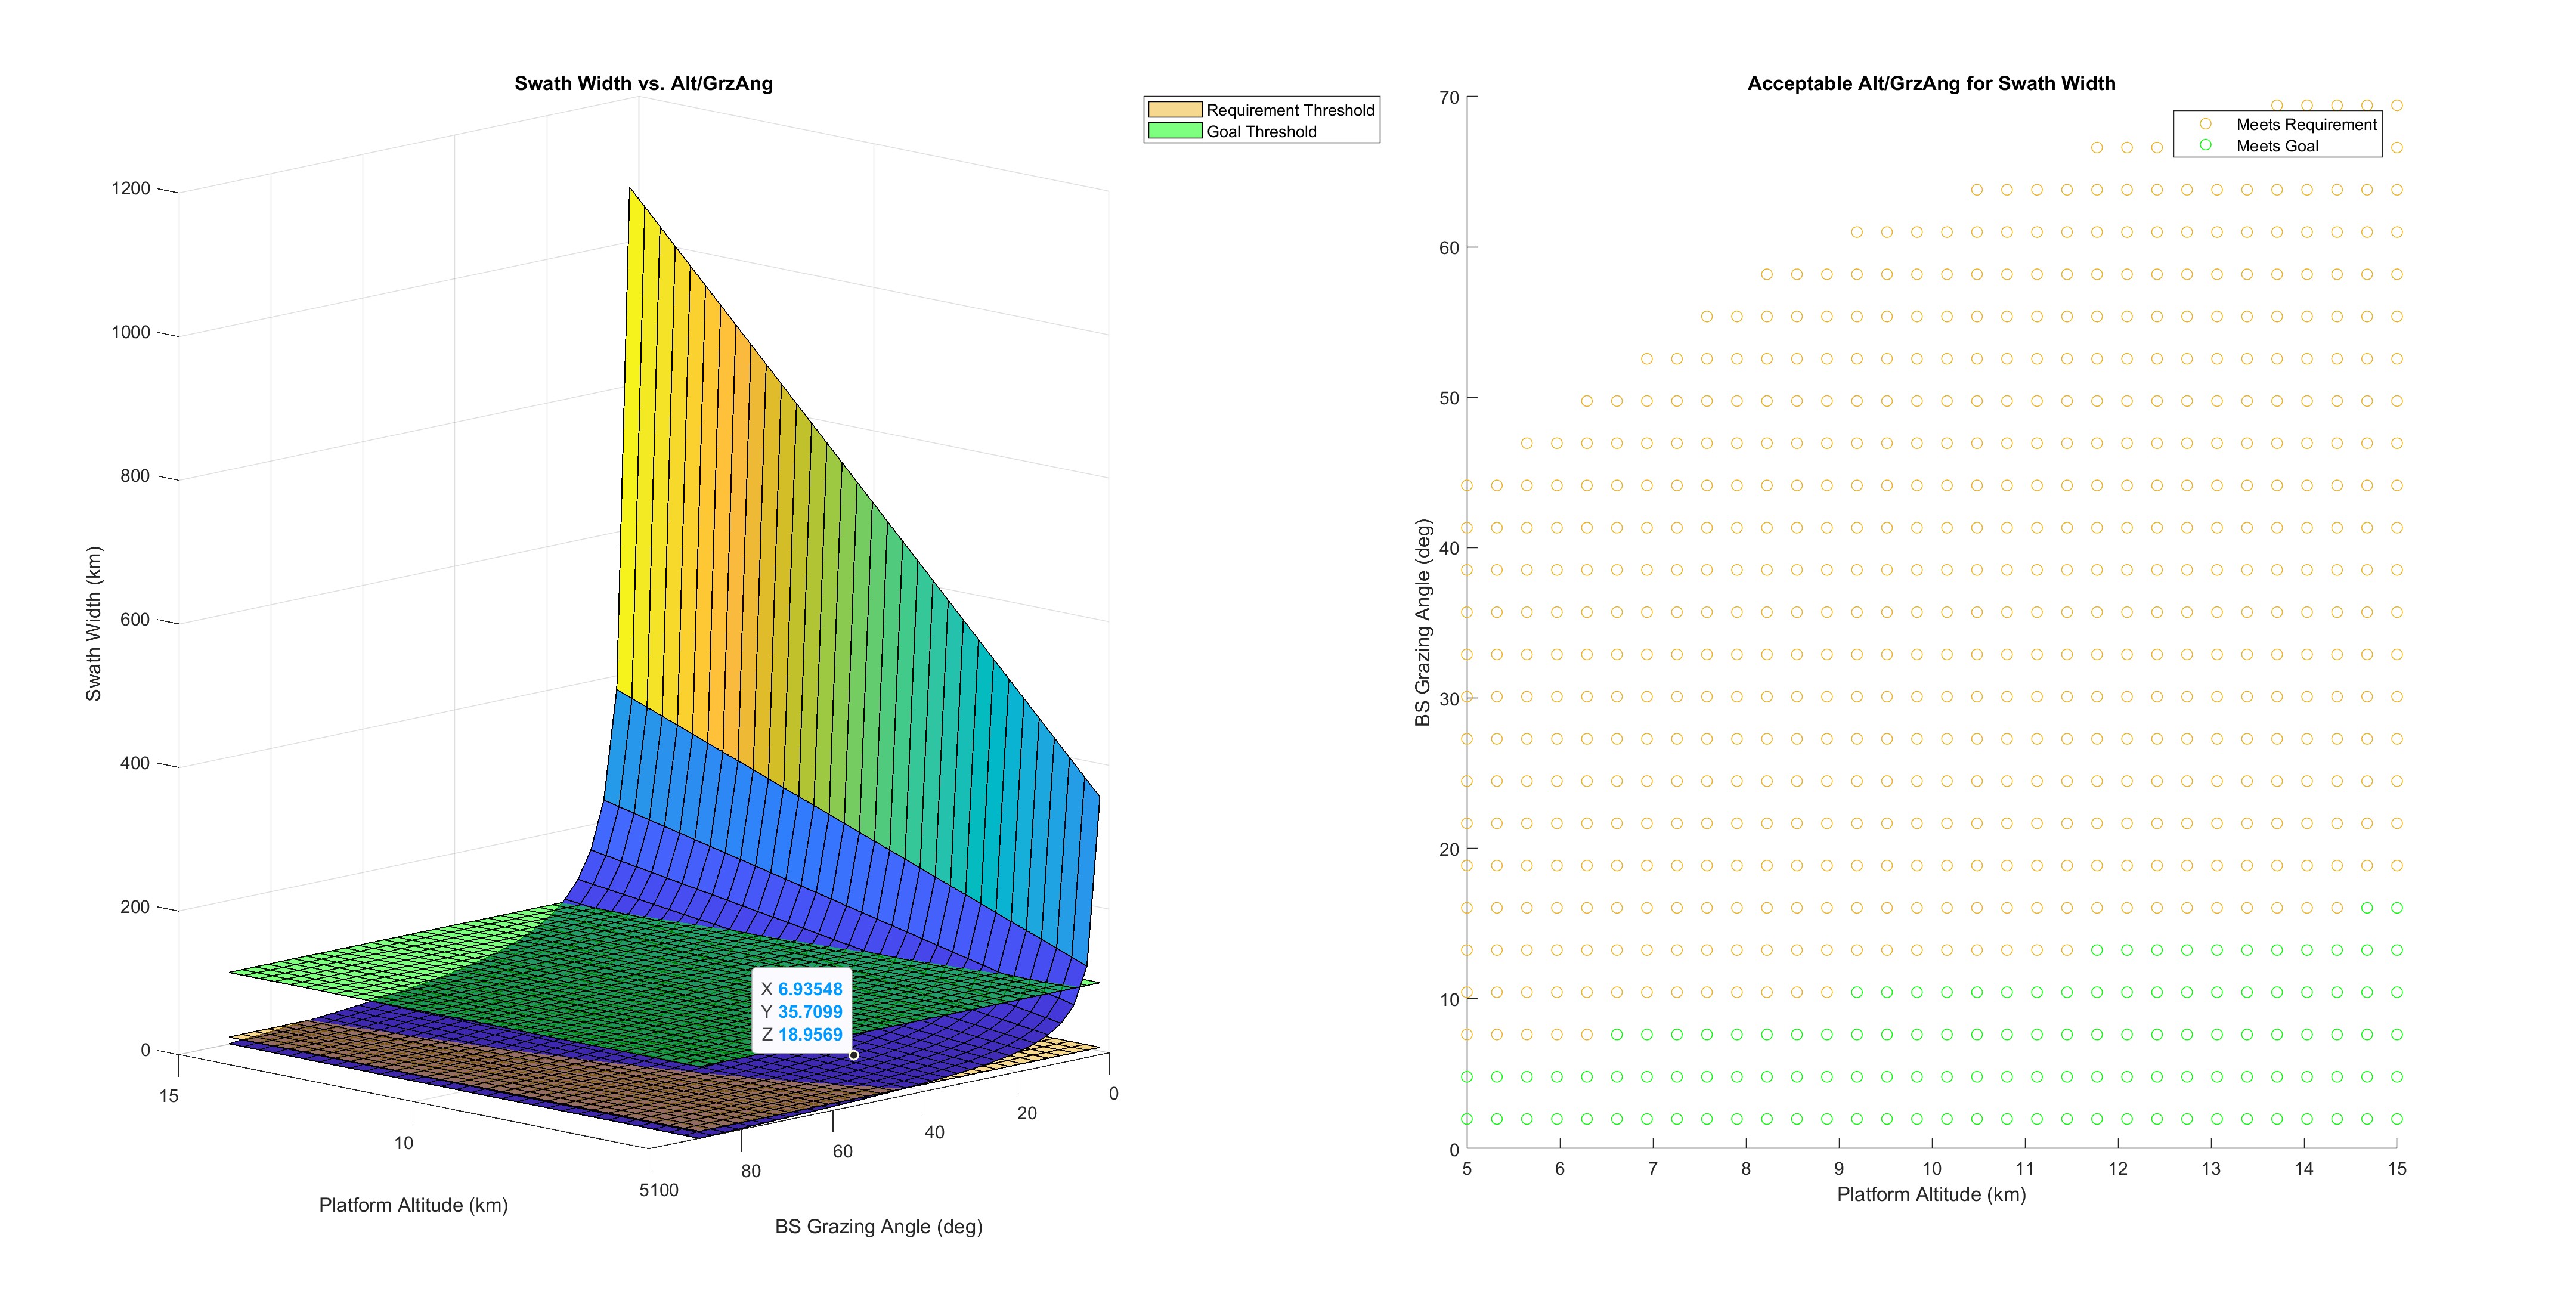 Swath Width vs. Alt/GrzAng
Requirement Threshold
Goal Threshold
1200
1000
800
600
400
200
0
Swath Width (km)
X 6.93548
Y 35.7099
Z 18.9569
15
10
5100
80
60
40
20
0
Platform Altitude (km)
BS Grazing Angle (deg)
Acceptable Alt/GrzAng for Swath Width
Meets Requirement
Meets Goal
70
60
50
40
30
20
10
0
BS Grazing Angle (deg)
5 6 7 8 9 10 11 12 13 14 15
Platform Altitude (km)